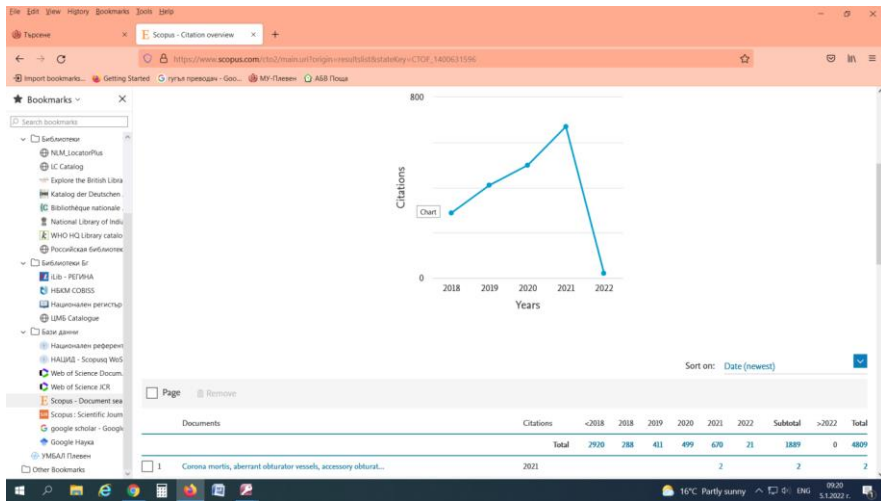 File Edit View History Bookmarks Tools Help
Търсене
Scopus - Citation overview
https://www.scopus.com/cto2/main.uri?origin=resultslist&stateKey=CTOF_1400631596
Import bookmarks... Getting Started гугъл преводач - Goo... МУ-Плевен АБВ Поща
Bookmarks
Search bookmarks
Библиотеки
NLM_LocatorPlus
LC Catalog
Explore the British Libra
Katalog der Deutschen
Bibliothèque nationale
National Library of India
WHO HQ Library catalo
Российская библиотек
Библиотеки Бг
iLib - РЕГИНА
НБКМ COBISS
Национален регистър
ЦМБ Catalogue
Бази данни
Национален референт
НАЦИД - Scopusq WoS
Web of Science Docum.
Web of Science JCR
Scopus - Document sea
Scopus : Scientific Journ
google scholar - Google
Google Наука
УМБАЛ Плевен
Other Bookmarks
800
Citations
Chart
0
2018 2019 2020 2021 2022
Years
Sort on: Date (newest)
Page Remove
Documents Citations <2018 2018 2019 2020 2021 2022 Subtotal >2022 Total
Total 2920 288 411 499 670 21 1889 0 4809
1 Corona mortis, aberrant obturator vessels, accessory obturat... 2021 2 2 2
16°C Partly sunny ENG 09:20
5.1.2022 г.